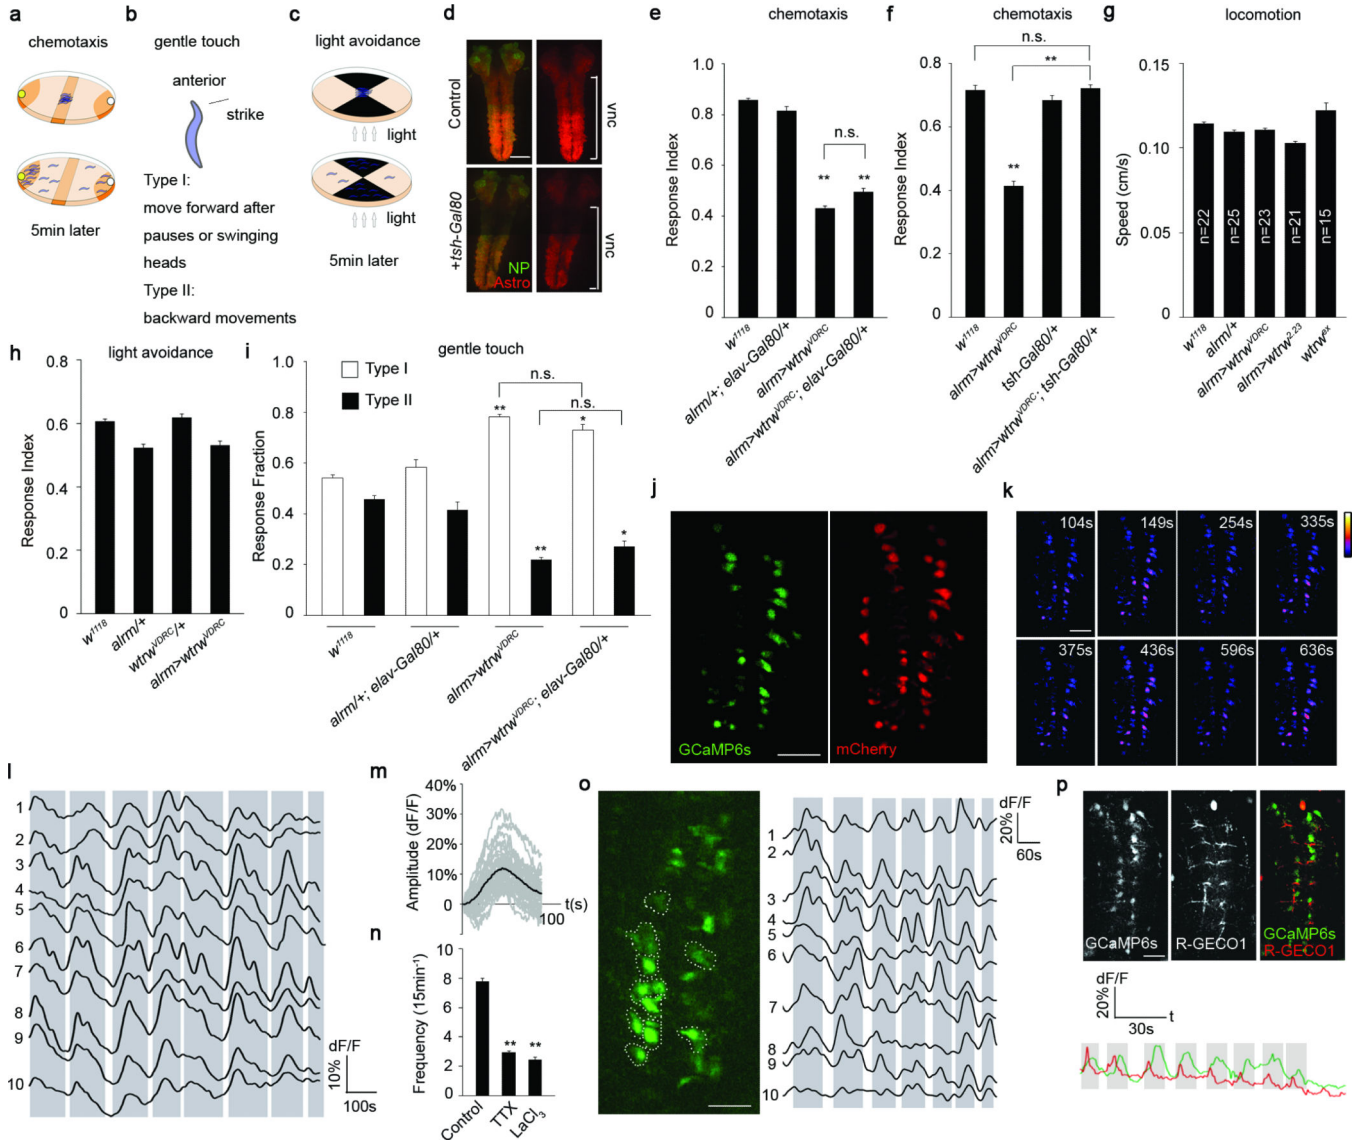 a
chemotaxis
5min later
b
gentle touch
anterior
strike
Type I:
move forward after
pauses or swinging
heads
Type II:
backward movements
c
light avoidance
light
light
5min later
d
Control
+tsh-Gal80
vnc
vnc
NP
Astro
e
chemotaxis
Response Index
1.0
0.8
0.6
0.4
0.2
0
n.s.
** **
w1118
alrm/+; elav-Gal80/+
alrm>wtrwVDRC
alrm>wtrwVDRC; elav-Gal80/+
f
chemotaxis
n.s.
**
**
Response Index
0.8
0.6
0.4
0.2
0
w1118
alrm>wtrwVDRC
tsh-Gal80/+
alrm>wtrwVDRC; tsh-Gal80/+
g
locomotion
Speed (cm/s)
0.15
0.10
0.05
0
n=22
n=25
n=23
n=21
n=15
w1118
alrm/+
alrm>wtrwVDRC
alrm>wtrw2.23
wtrwex
h
light avoidance
Response Index
0.8
0.6
0.4
0.2
0
w1118
alrm/+
wtrwVDRC/+
alrm>wtrwVDRC
i
gentle touch
Type I
Type II
n.s.
n.s.
**
*
**
*
Response Fraction
1.0
0.8
0.6
0.4
0.2
0
w1118
alrm/+; elav-Gal80/+
alrm>wtrwVDRC
alrm>wtrwVDRC; elav-Gal80/+
j
GCaMP6s
mCherry
k
104s 149s 254s 335s
375s 436s 596s 636s
l
1
2
3
4
5
6
7
8
9
10
dF/F
10%
100s
m
Amplitude (dF/F)
40%
30%
20%
10%
0
t(s)
100
n
Frequency (15min-1)
10
8
6
4
2
0
** **
Control
TTX
LaCl3
o
1
2
3
4
5
6
7
8
9
10
dF/F
20%
60s
p
GCaMP6s
R-GECO1
GCaMP6s
R-GECO1
dF/F
20%
t
30s